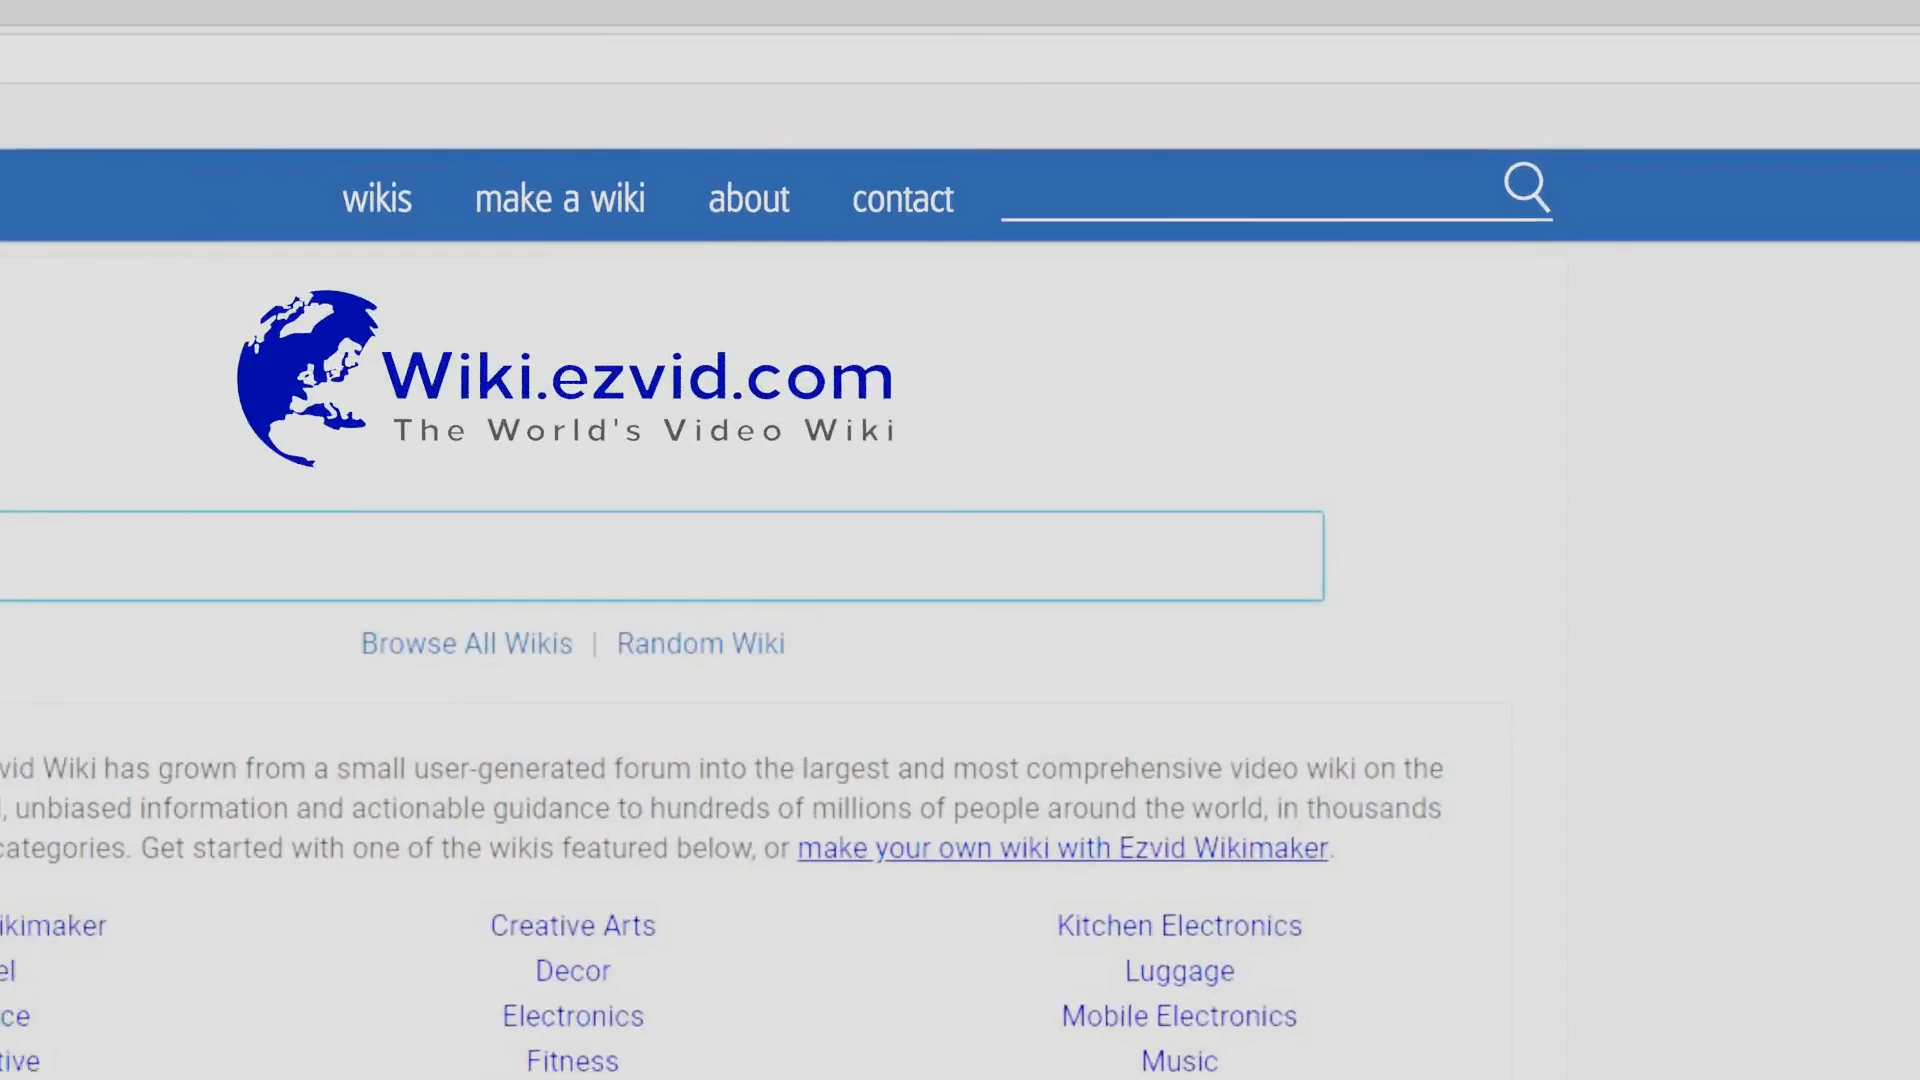 wikis make a wiki about contact
Wiki.ezvid.com
The World's Video Wiki
Browse All Wikis | Random Wiki
vid Wiki has grown from a small user-generated forum into the largest and most comprehensive video wiki on the
, unbiased information and actionable guidance to hundreds of millions of people around the world, in thousands
categories. Get started with one of the wikis featured below, or make your own wiki with Ezvid Wikimaker.
ikimaker Creative Arts Kitchen Electronics
el Decor Luggage
ce Electronics Mobile Electronics
tive Fitness Music